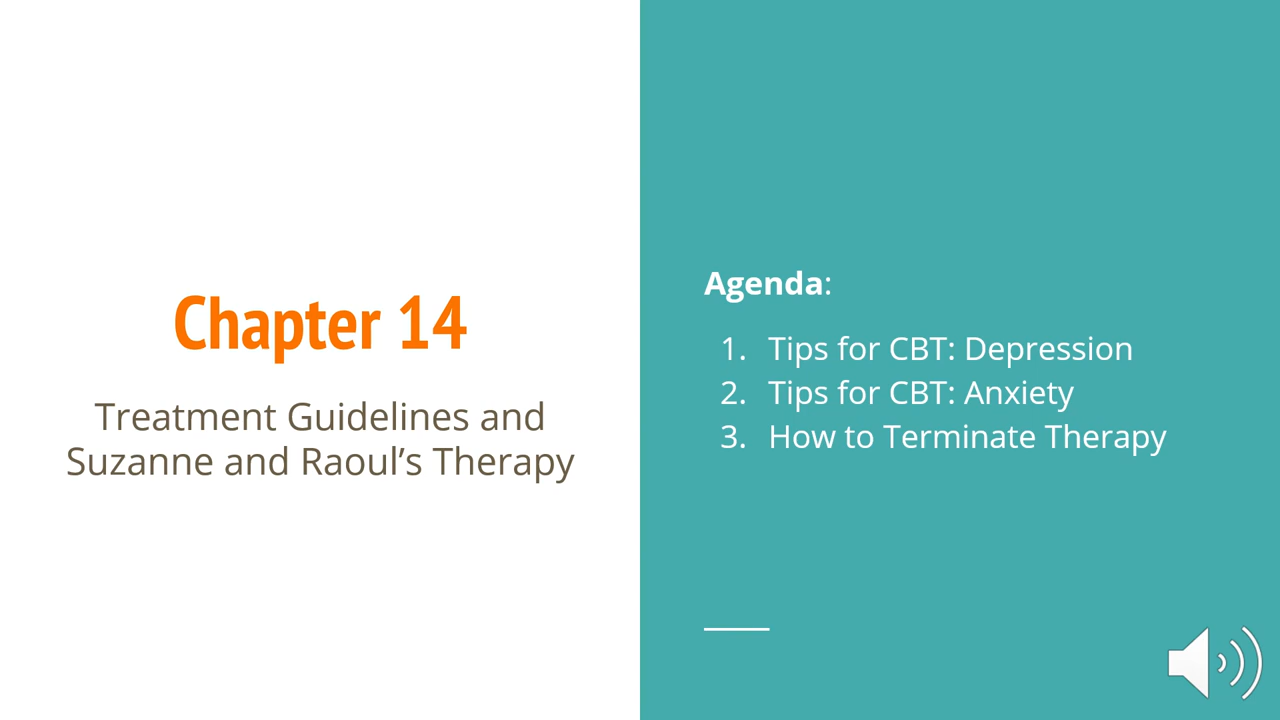 Chapter 14
Treatment Guidelines and
Suzanne and Raoul’s Therapy
Agenda:
1. Tips for CBT: Depression
2. Tips for CBT: Anxiety
3. How to Terminate Therapy